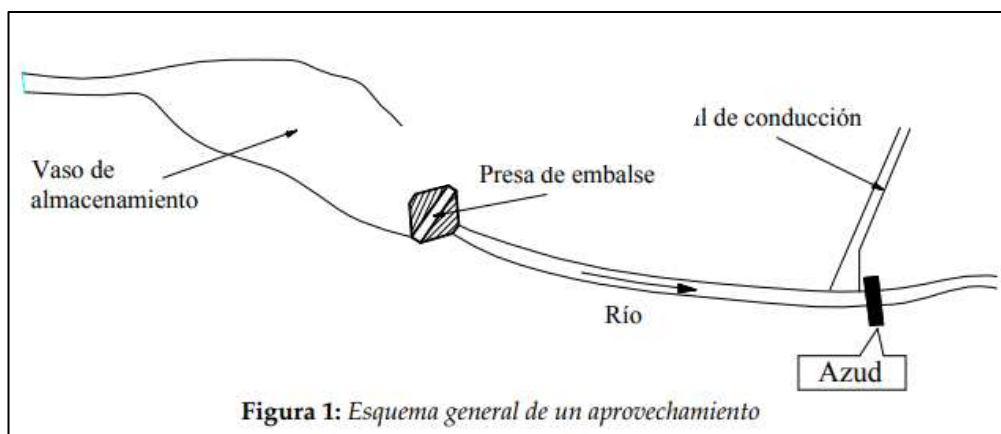 l de conducción
Vaso de
almacenamiento
Presa de embalse
Río
Azud
Figura 1: Esquema general de un aprovechamiento